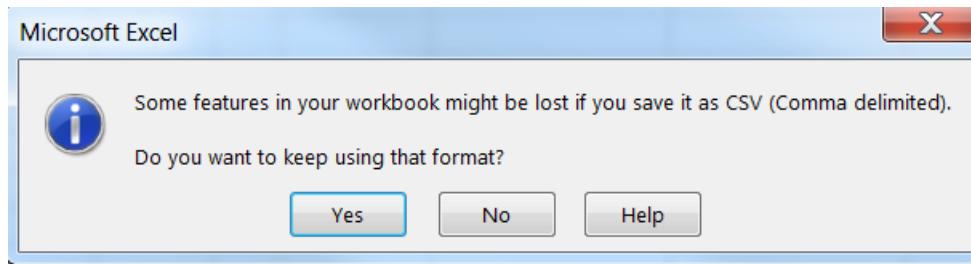 Microsoft Excel
Some features in your workbook might be lost if you save it as CSV (Comma delimited).
Do you want to keep using that format?
Yes No Help